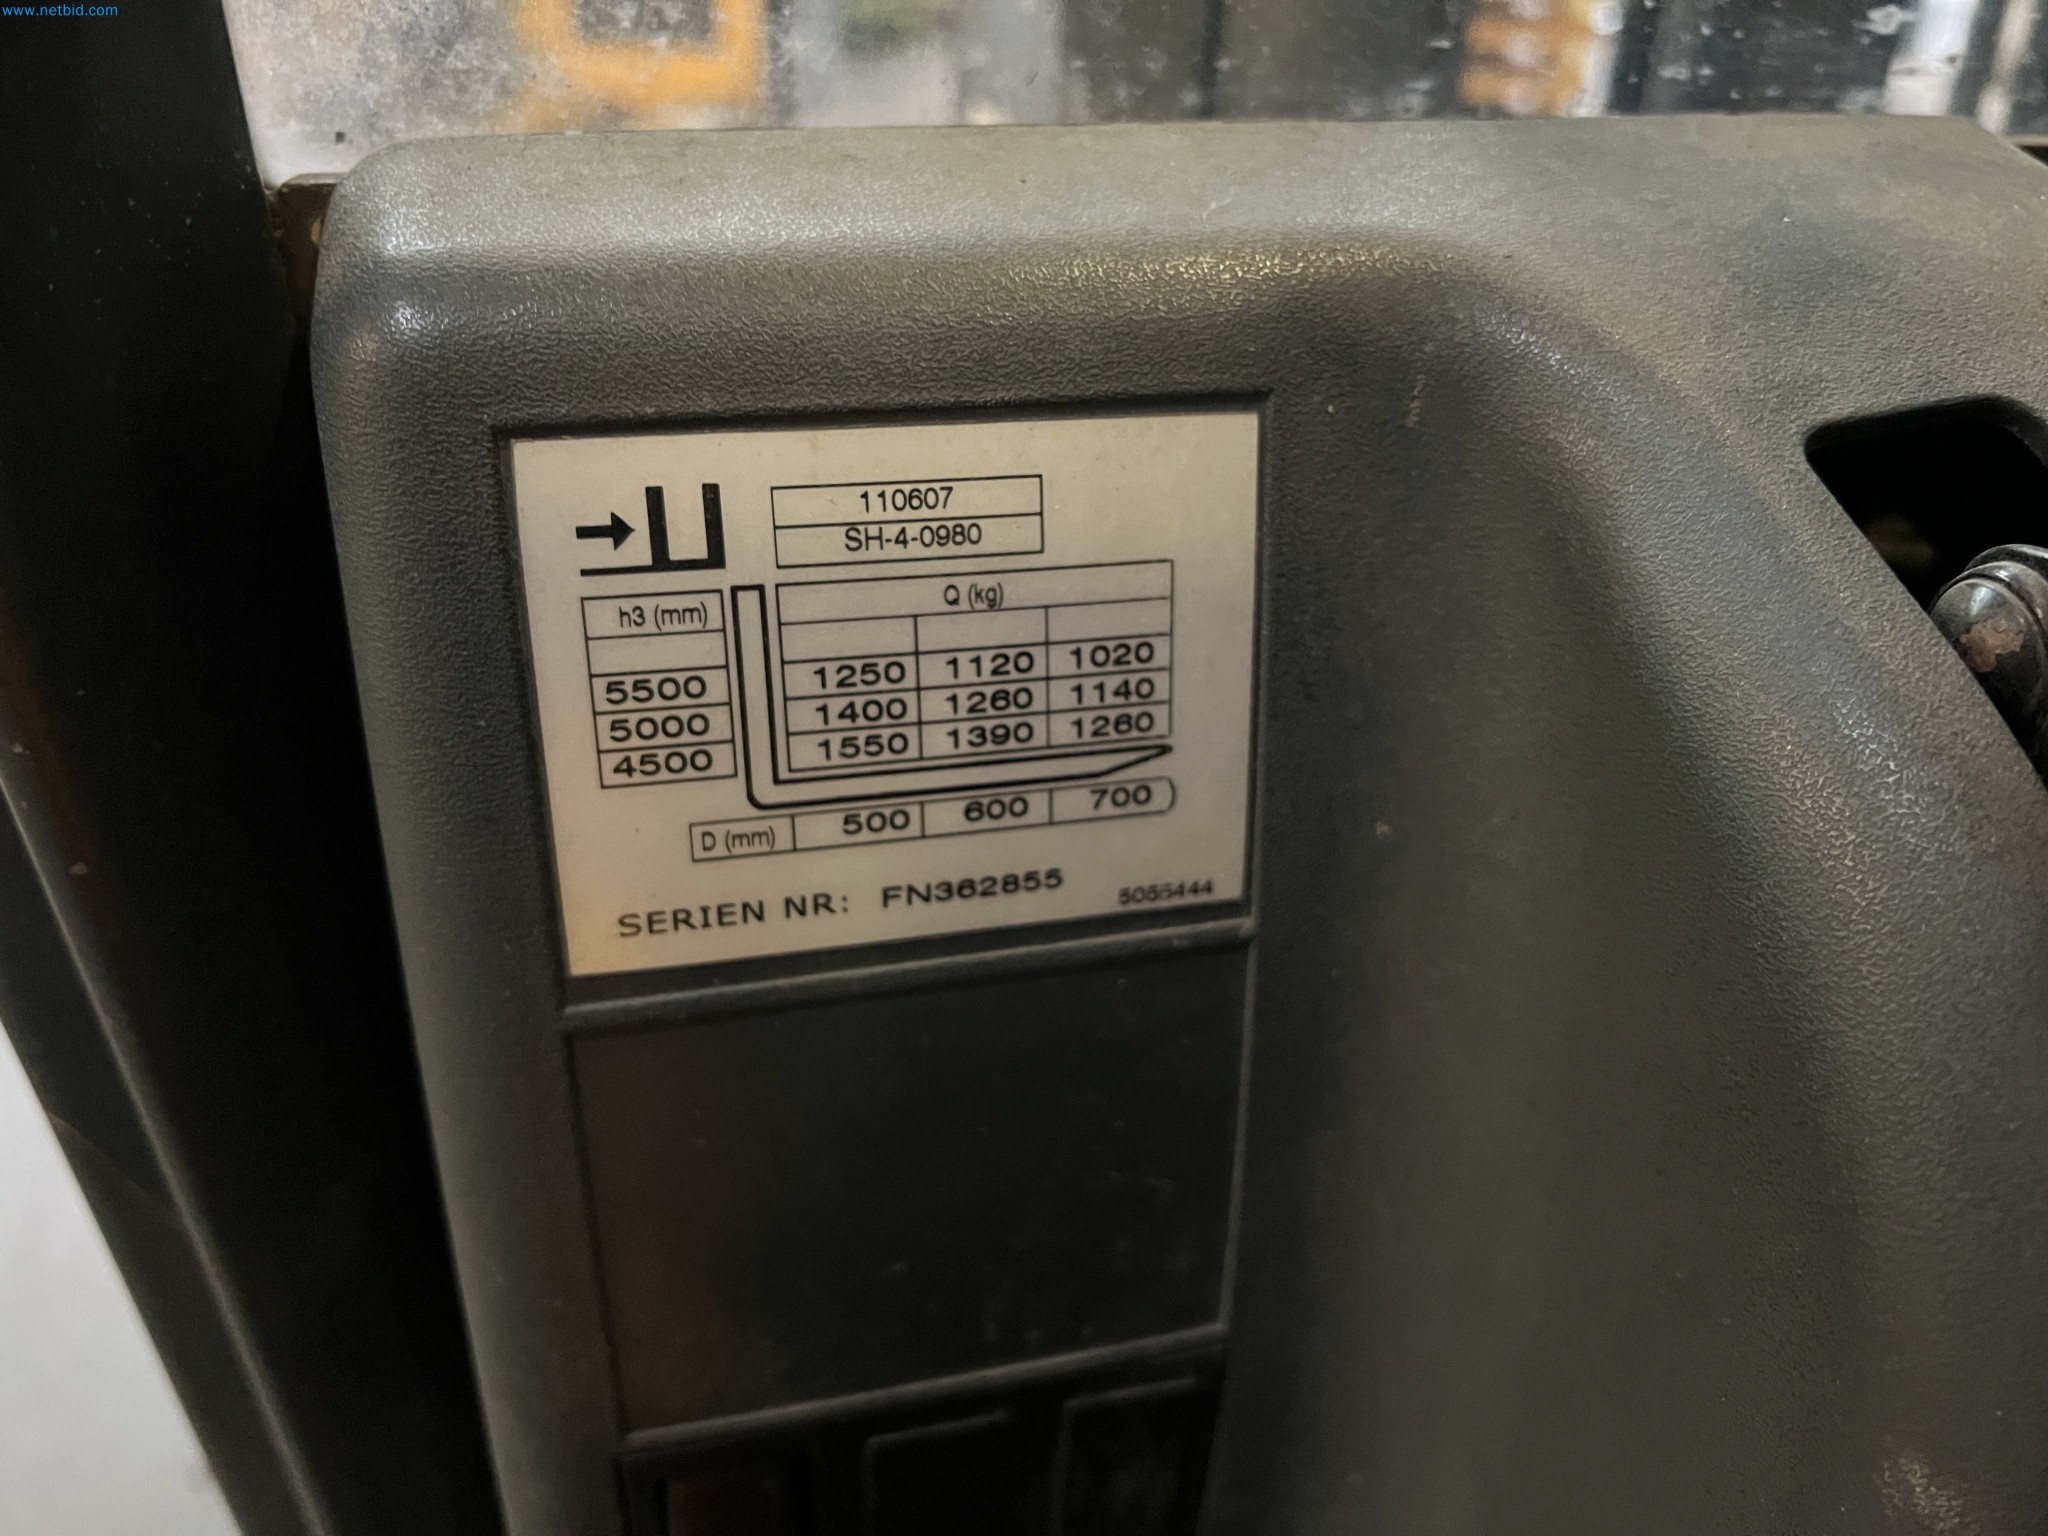 www.netbid.com
110607
SH-4-0980
h3 (mm) Q (kg)
5500 1250 1120 1020
5000 1400 1260 1140
4500 1550 1390 1260
D (mm) 500 600 700
SERIEN NR: FN362855 5055444